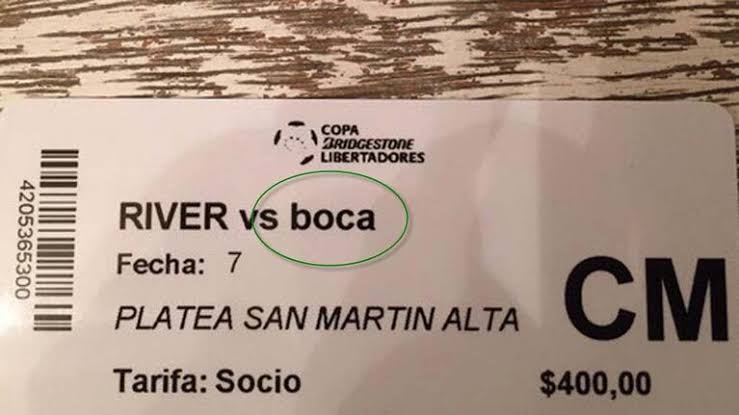 COPA
BRIDGESTONE
LIBERTADORES
4205365300
RIVER vs boca
Fecha: 7
PLATEA SAN MARTIN ALTA
CM
Tarifa: Socio $400,00